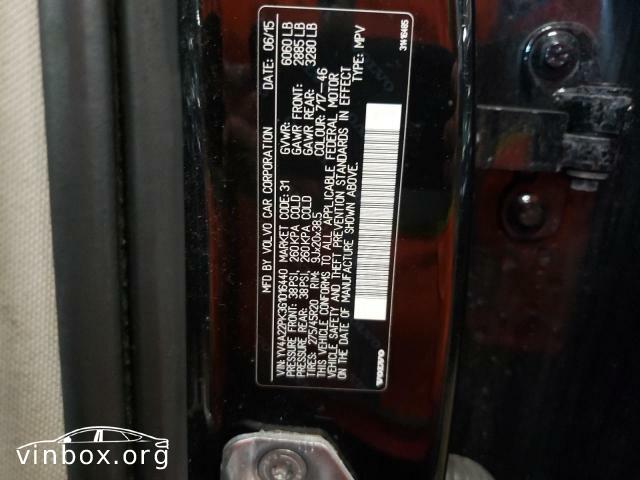 MFD BY VOLVO CAR CORPORATION DATE: 06/15
VIN: YV4A22PK3G1016440 MARKET CODE: 31 GVWR: 6060 LB
PRESSURE FRONT: 38PSI, 260KPA COLD GAWR FRONT: 2885 LB
PRESSURE REAR: 38PSI, 260KPA COLD GAWR REAR: 3280 LB
TIRES: 275/45R20 RIM: 9JX20x38.5 COLOUR: 717-46
THIS VEHICLE CONFORMS TO ALL APPLICABLE FEDERAL MOTOR
VEHICLE SAFETY AND THEFT PREVENTION STANDARDS IN EFFECT
ON DATE OF MANUFACTURE SHOWN ABOVE. TYPE: MPV
VOLVO
31416485
vinbox.org